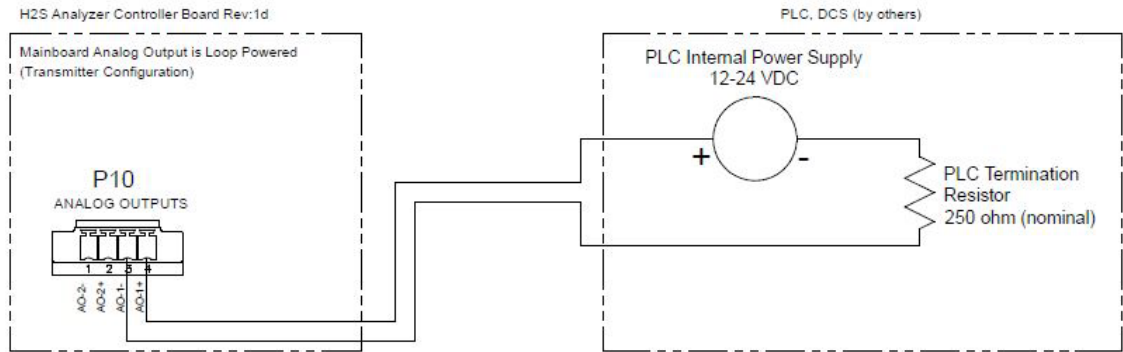 H2S Analyzer Controller Board Rev:1d
PLC, DCS (by others)
Mainboard Analog Output is Loop Powered
(Transmitter Configuration)
PLC Internal Power Supply
12-24 VDC
+
-
P10
ANALOG OUTPUTS
PLC Termination
Resistor
250 ohm (nominal)
1 2 3 4
AO-2-
AO-2+
AO-1-
AO-1+